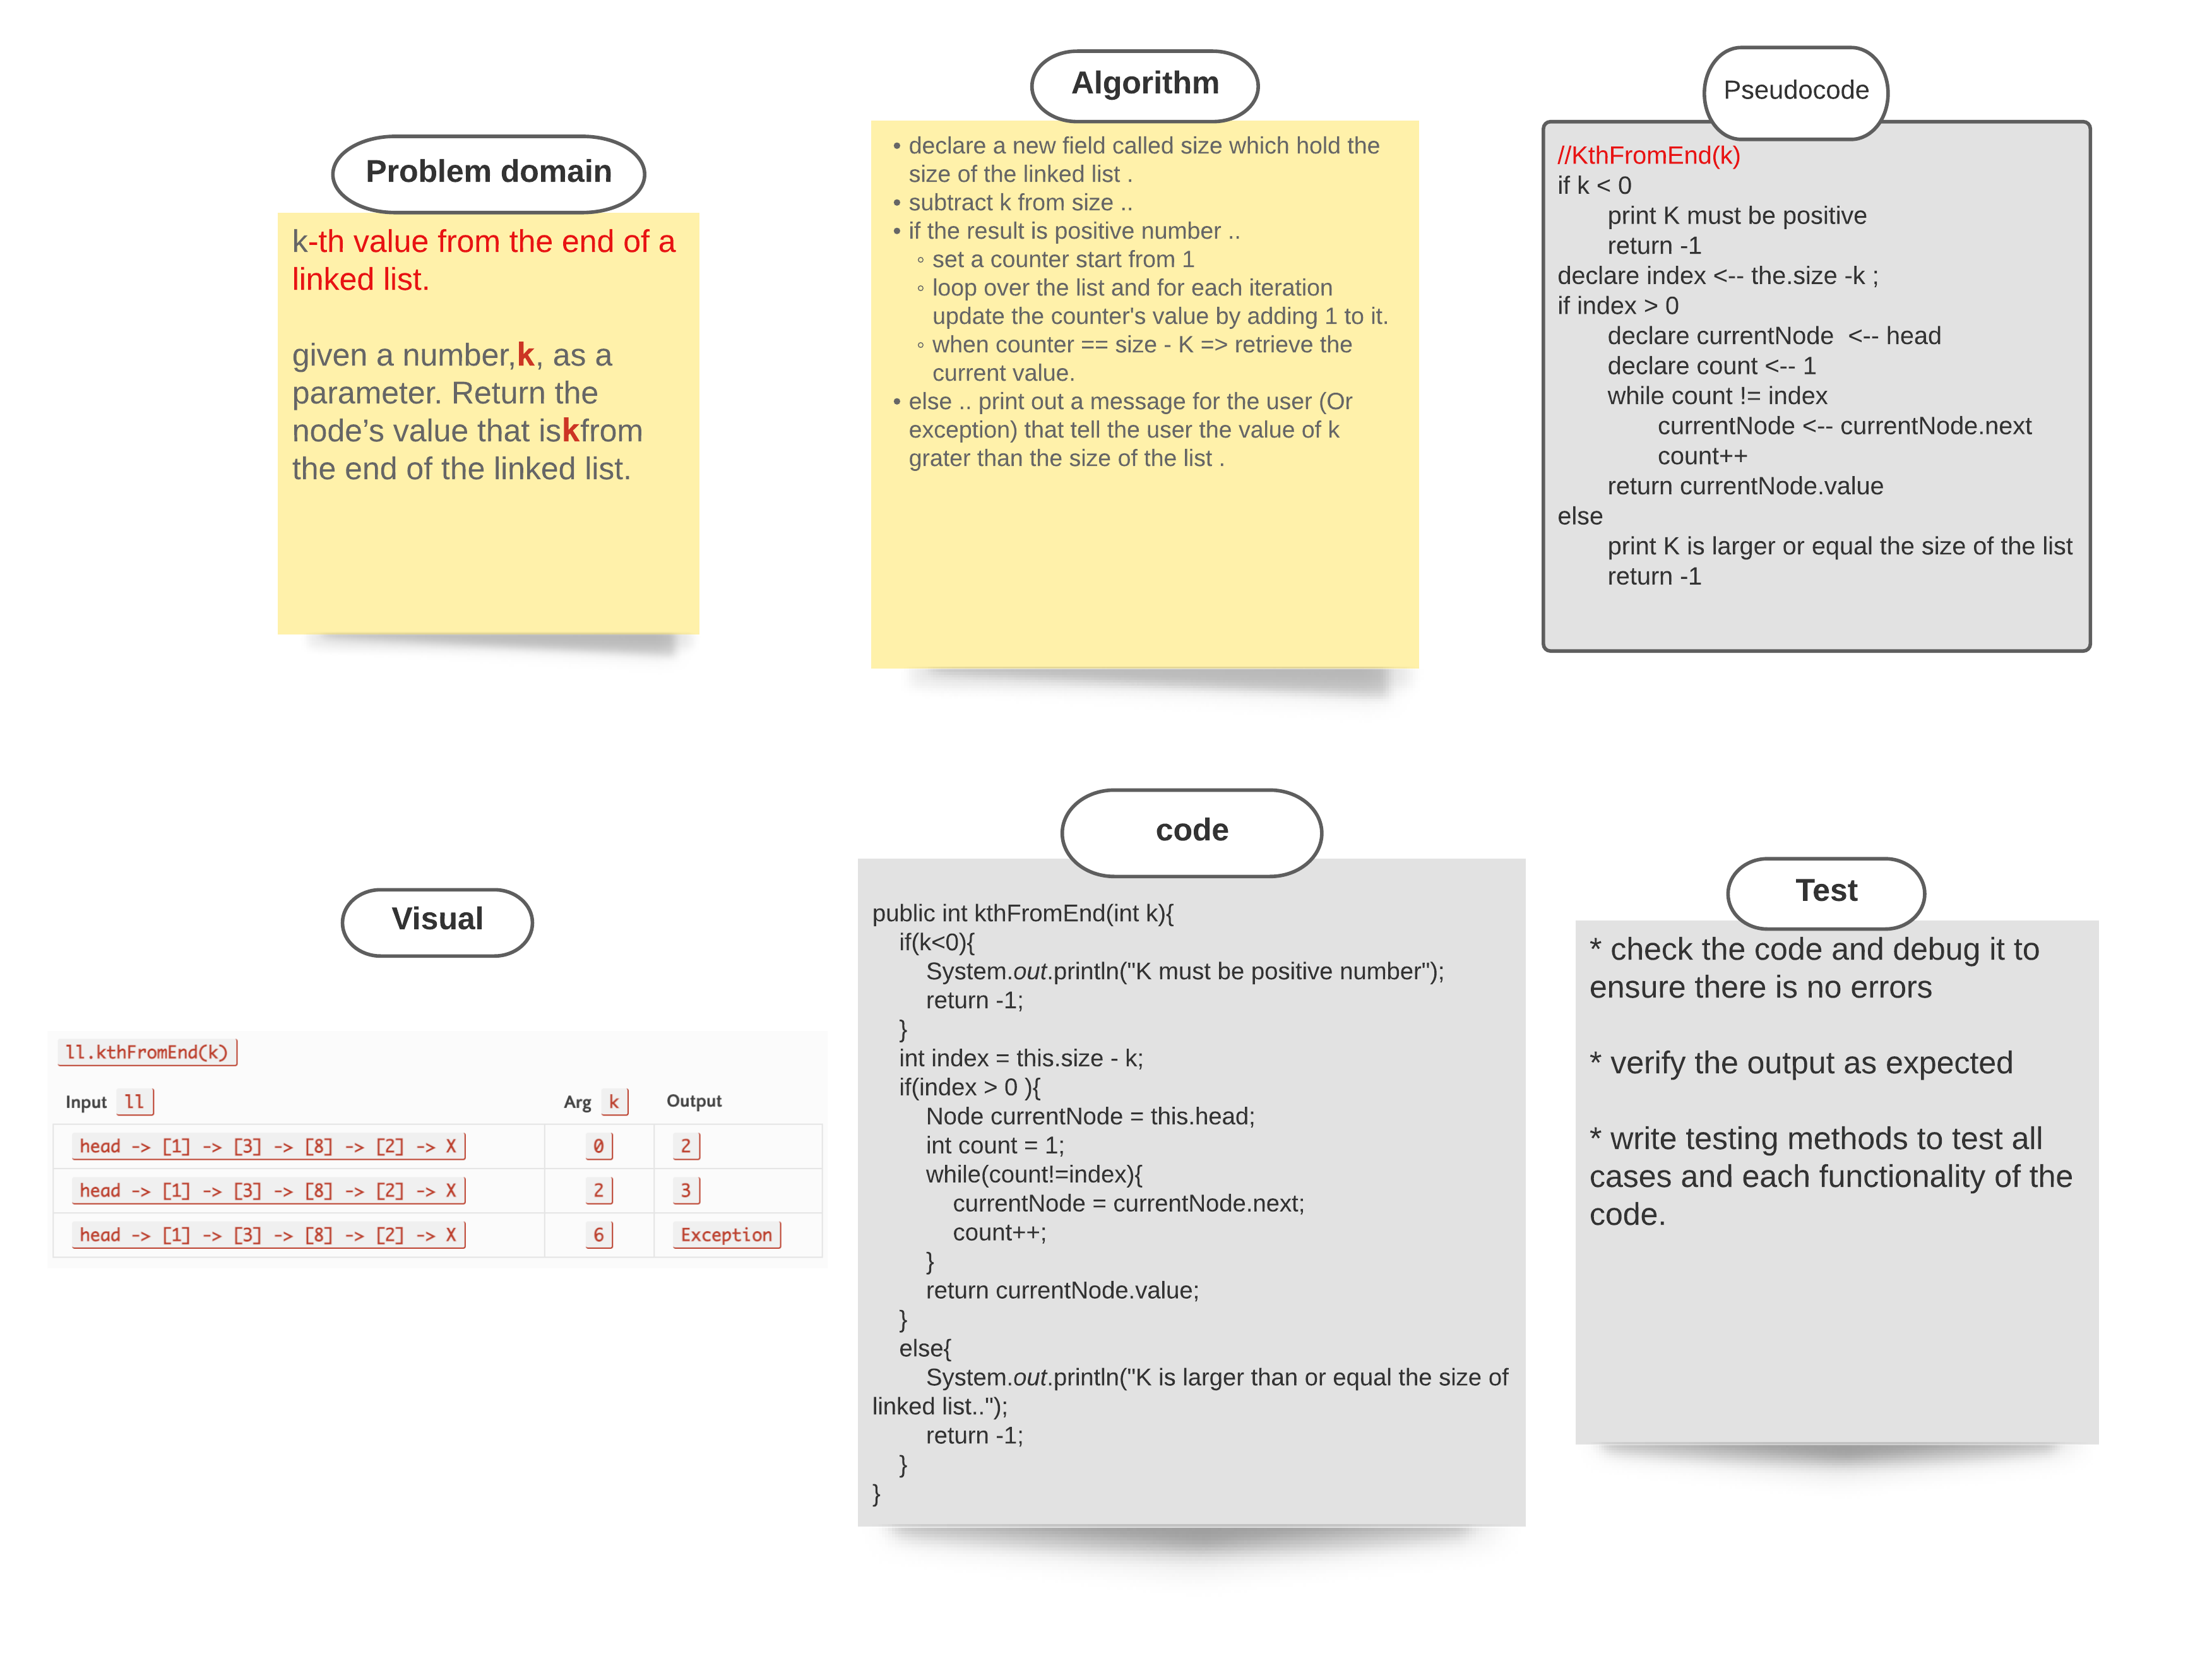 Problem domain
k-th value from the end of a
linked list.
given a number,k, as a
parameter. Return the
node’s value that iskfrom
the end of the linked list.
Algorithm
• declare a new field called size which hold the
size of the linked list .
• subtract k from size ..
• if the result is positive number ..
◦ set a counter start from 1
◦ loop over the list and for each iteration
update the counter's value by adding 1 to it.
◦ when counter == size - K => retrieve the
current value.
• else .. print out a message for the user (Or
exception) that tell the user the value of k
grater than the size of the list .
Pseudocode
//KthFromEnd(k)
if k < 0
print K must be positive
return -1
declare index <-- the.size -k ;
if index > 0
declare currentNode <-- head
declare count <-- 1
while count != index
currentNode <-- currentNode.next
count++
return currentNode.value
else
print K is larger or equal the size of the list
return -1
Visual
ll.kthFromEnd(k)
Input ll Arg k Output
head -> [1] -> [3] -> [8] -> [2] -> X 0 2
head -> [1] -> [3] -> [8] -> [2] -> X 2 3
head -> [1] -> [3] -> [8] -> [2] -> X 6 Exception
code
public int kthFromEnd(int k){
if(k<0){
System.out.println("K must be positive number");
return -1;
}
int index = this.size - k;
if(index > 0 ){
Node currentNode = this.head;
int count = 1;
while(count!=index){
currentNode = currentNode.next;
count++;
}
return currentNode.value;
}
else{
System.out.println("K is larger than or equal the size of
linked list..");
return -1;
}
}
Test
* check the code and debug it to
ensure there is no errors
* verify the output as expected
* write testing methods to test all
cases and each functionality of the
code.